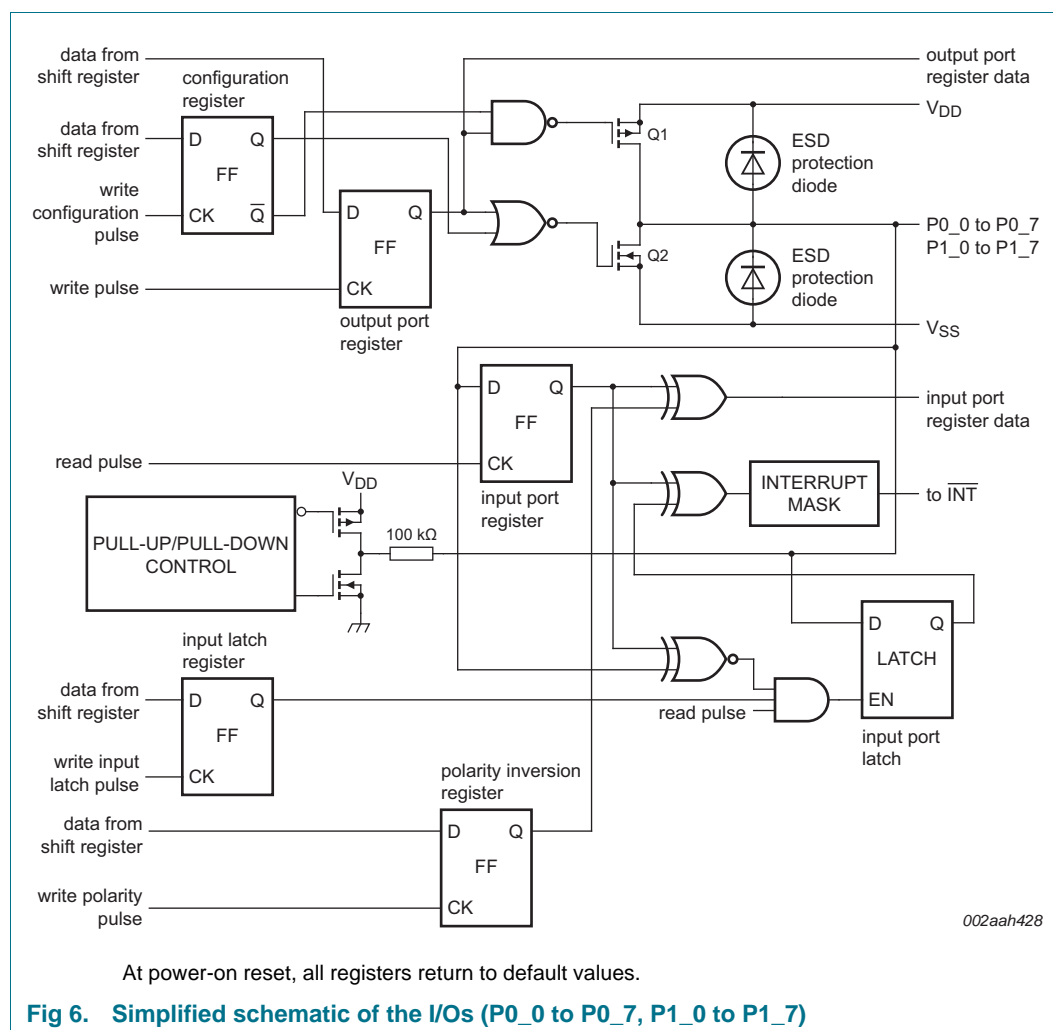 data from
shift register
configuration
register
output port
register data
data from
shift register
D
Q
FF
CK
Q̅
write
configuration
pulse
VDD
Q1
ESD
protection
diode
D
Q
FF
CK
write pulse
output port
register
Q2
P0_0 to P0_7
P1_0 to P1_7
ESD
protection
diode
VSS
D
Q
FF
CK
read pulse
input port
register
input port
register data
INTERRUPT
MASK
to I̅N̅T̅
VDD
PULL-UP/PULL-DOWN
CONTROL
100 kΩ
D
Q
LATCH
EN
input port
latch
input latch
register
data from
shift register
D
Q
FF
CK
write input
latch pulse
read pulse
polarity inversion
register
data from
shift register
D
Q
FF
CK
write polarity
pulse
002aah428
At power-on reset, all registers return to default values.
Fig 6. Simplified schematic of the I/Os (P0_0 to P0_7, P1_0 to P1_7)